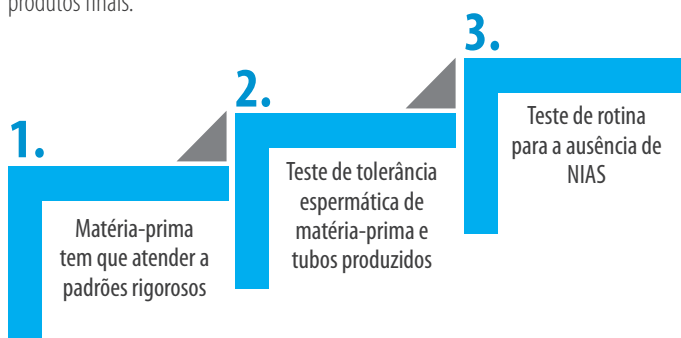 produtos finais.
1.
Matéria-prima
tem que atender a
padrões rigorosos
2.
Teste de tolerância
espermática de
matéria-prima e
tubos produzidos
3.
Teste de rotina
para a ausência de
NIAS